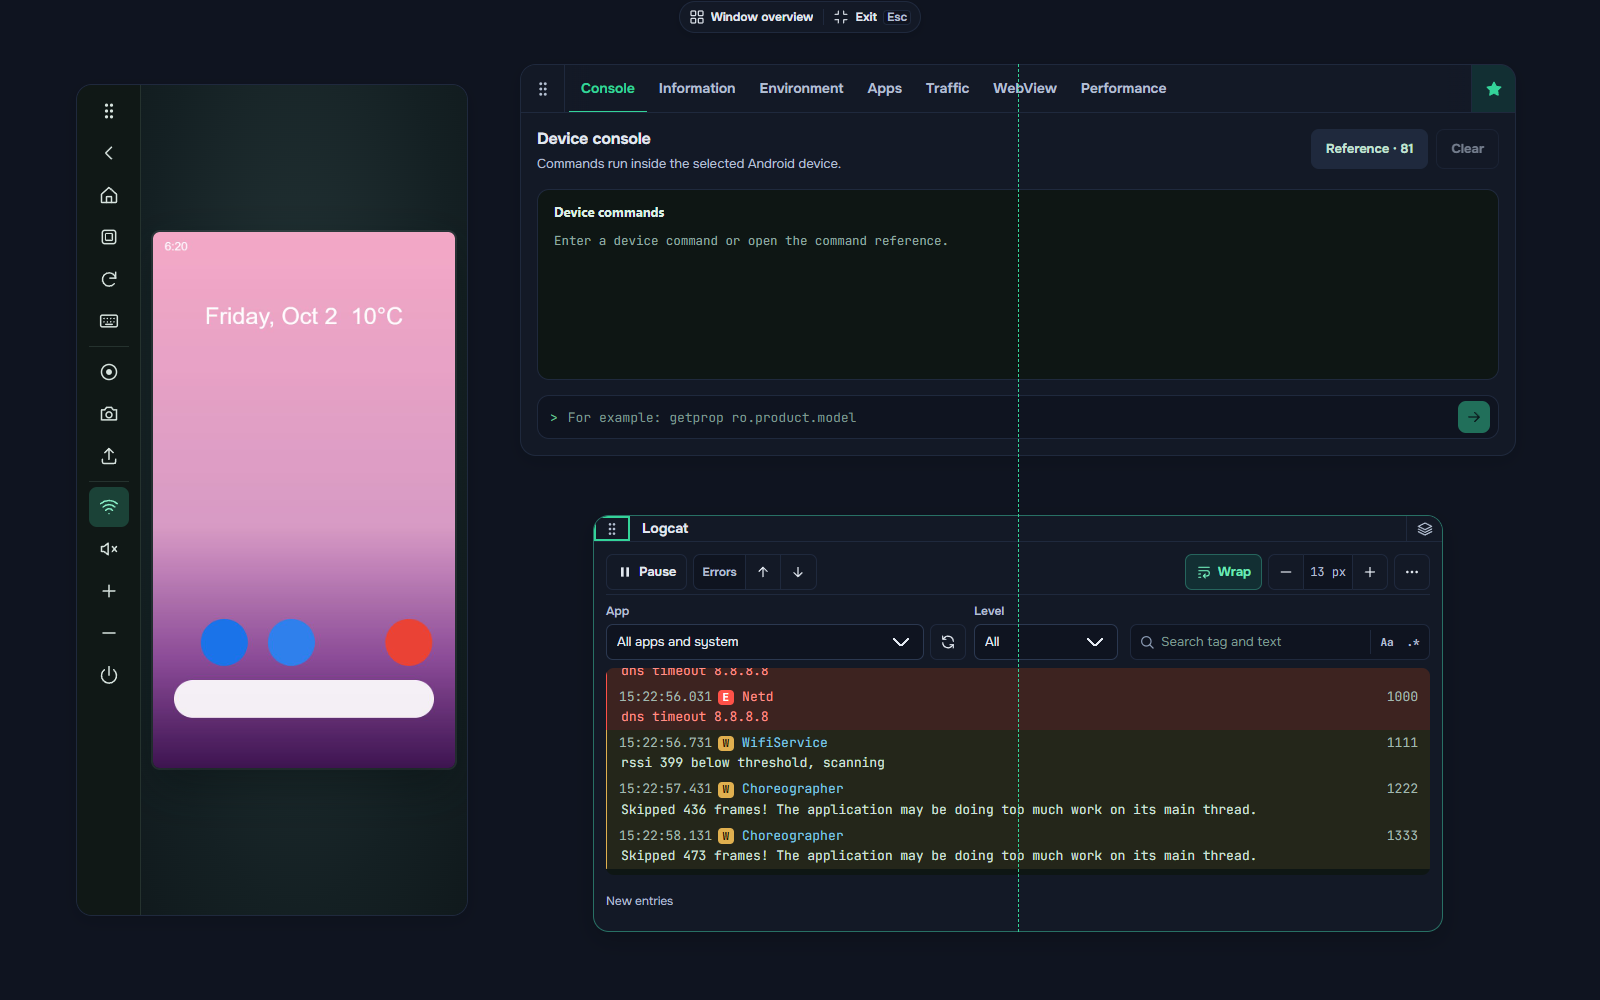 Window overview Exit Esc
Console Information Environment Apps Traffic WebView Performance
Device console
Commands run inside the selected Android device.
Reference · 81 Clear
Device commands
Enter a device command or open the command reference.
> For example: getprop ro.product.model
6:20
Friday, Oct 2 10°C
Logcat
Pause Errors Wrap 13 px
App Level
All apps and system All Search tag and text Aa .*
dns timeout 8.8.8.8
15:22:56.031 E Netd 1000
dns timeout 8.8.8.8
15:22:56.731 W WifiService 1111
rssi 399 below threshold, scanning
15:22:57.431 W Choreographer 1222
Skipped 436 frames! The application may be doing too much work on its main thread.
15:22:58.131 W Choreographer 1333
Skipped 473 frames! The application may be doing too much work on its main thread.
New entries